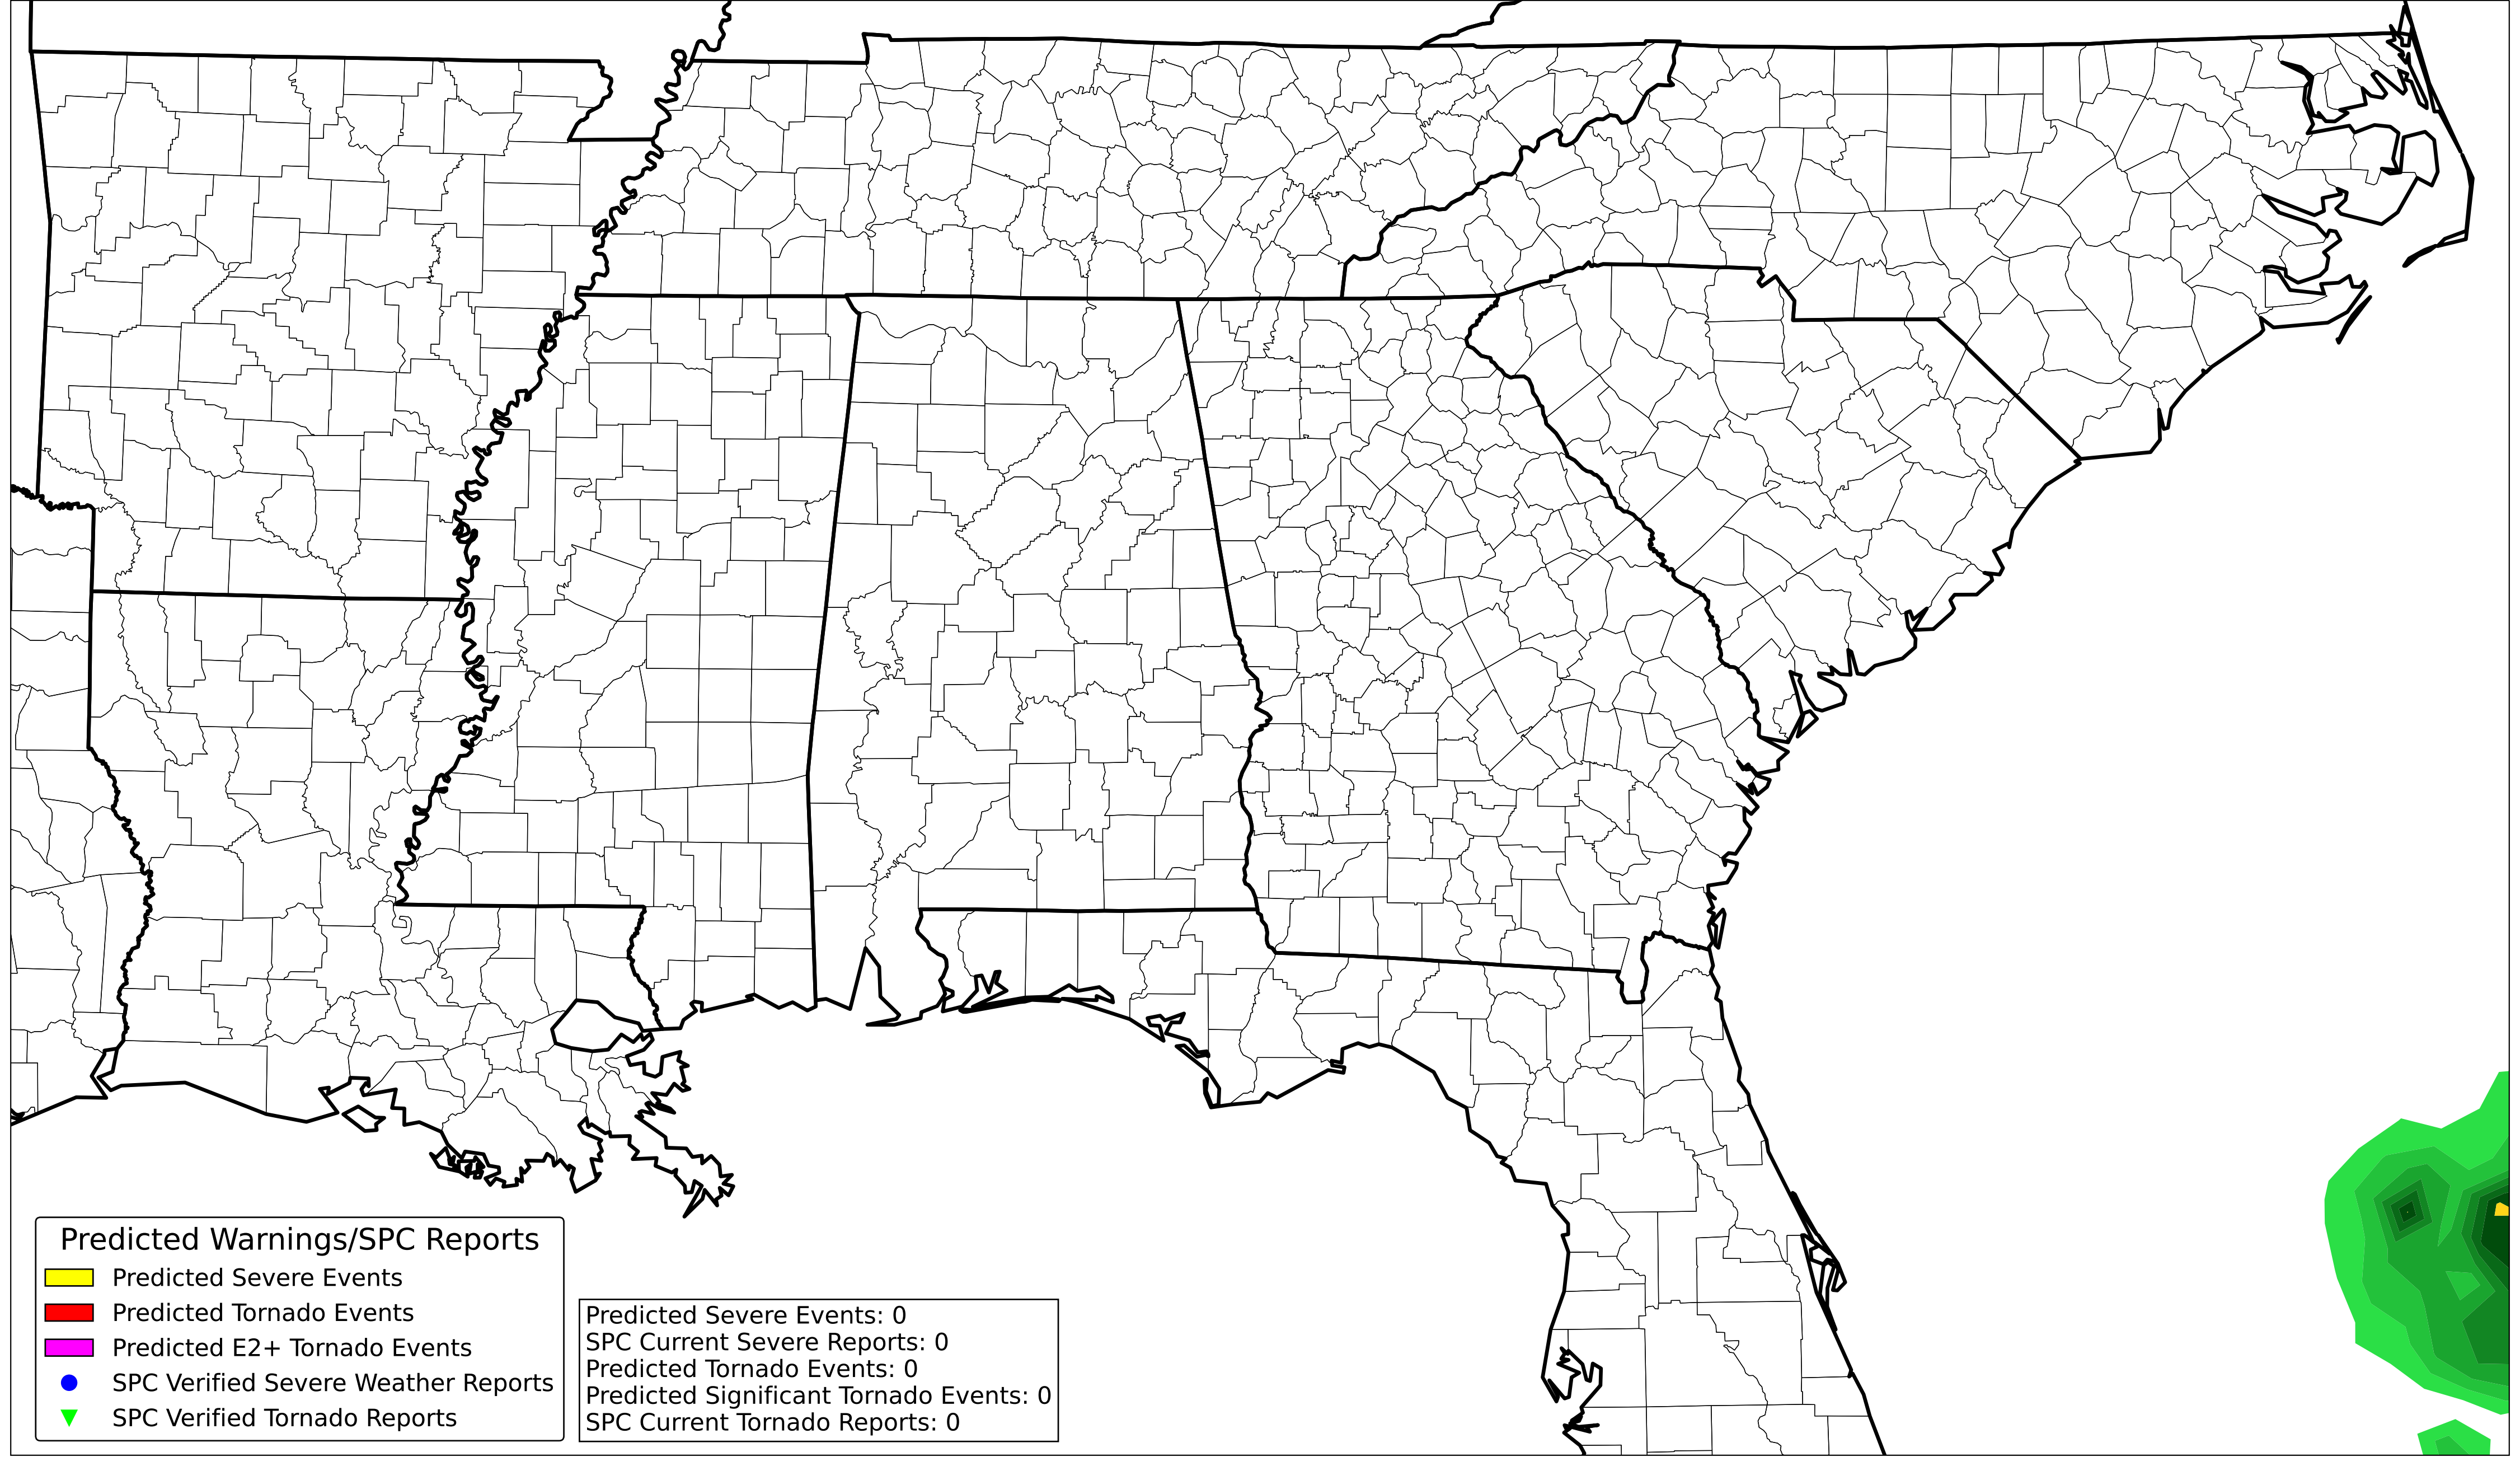 Predicted Warnings/SPC Reports
Predicted Severe Events
Predicted Tornado Events
Predicted E2+ Tornado Events
SPC Verified Severe Weather Reports
SPC Verified Tornado Reports
Predicted Severe Events: 0
SPC Current Severe Reports: 0
Predicted Tornado Events: 0
Predicted Significant Tornado Events: 0
SPC Current Tornado Reports: 0